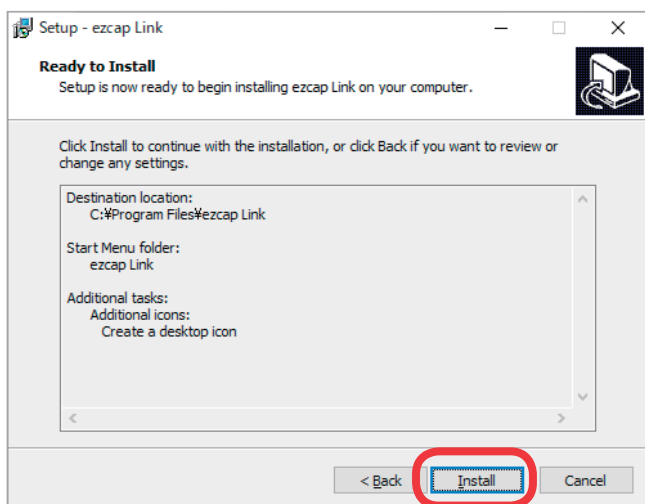 Setup - ezcap Link
Ready to Install
Setup is now ready to begin installing ezcap Link on your computer.
Click Install to continue with the installation, or click Back if you want to review or
change any settings.
Destination location:
C:¥Program Files¥ezcap Link
Start Menu folder:
ezcap Link
Additional tasks:
Additional icons:
Create a desktop icon
< Back
Install
Cancel